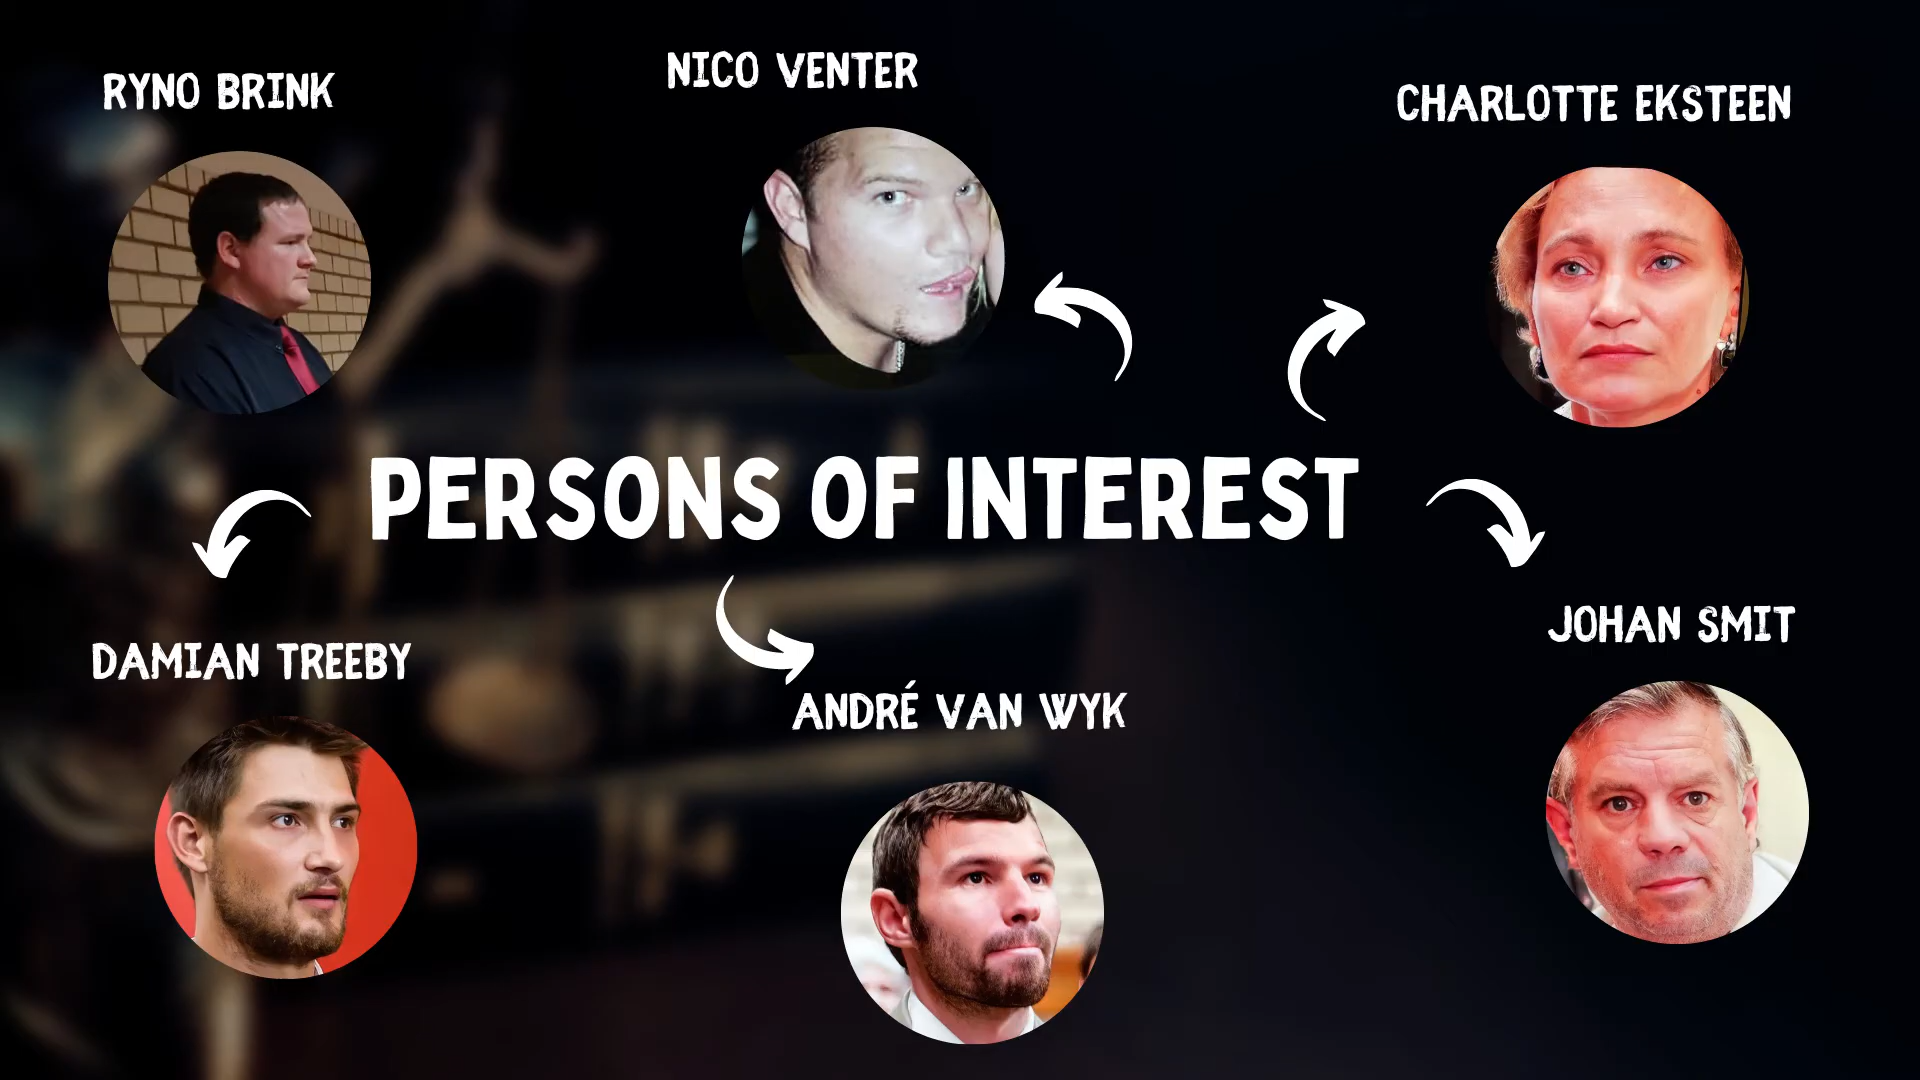 RYNO BRINK
NICO VENTER
CHARLOTTE EKSTEEN
PERSONS OF INTEREST
DAMIAN TREEBY
ANDRÉ VAN WYK
JOHAN SMIT